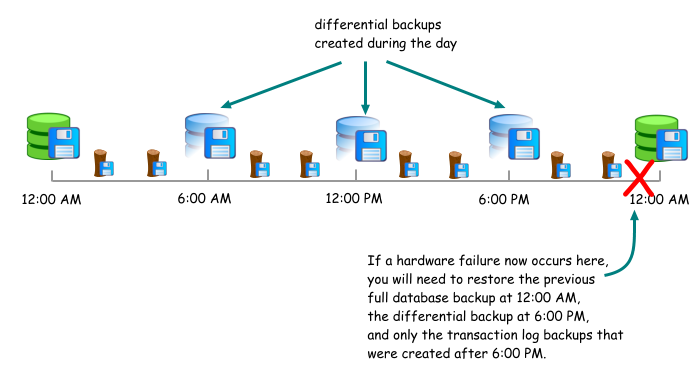 differential backups
created during the day
12:00 AM
6:00 AM
12:00 PM
6:00 PM
12:00 AM
If a hardware failure now occurs here,
you will need to restore the previous
full database backup at 12:00 AM,
the differential backup at 6:00 PM,
and only the transaction log backups that
were created after 6:00 PM.